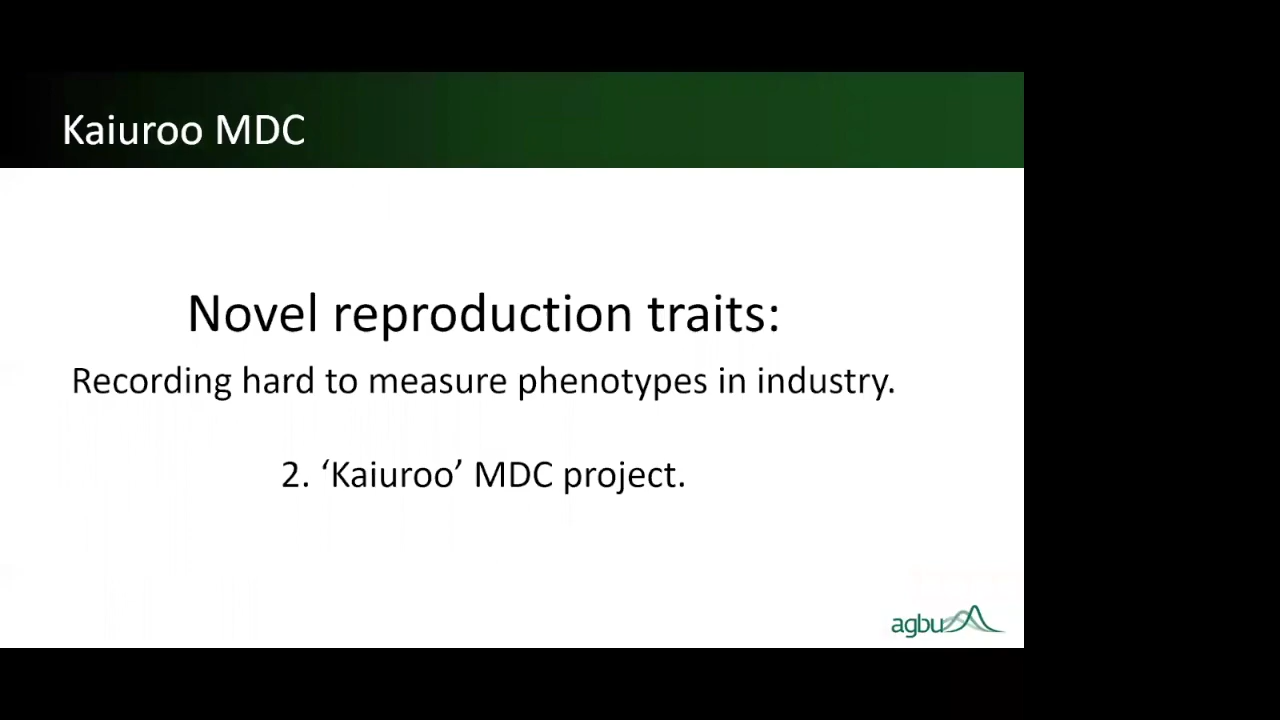 Kaiuroo MDC
Novel reproduction traits:
Recording hard to measure phenotypes in industry.
2. ‘Kaiuroo’ MDC project.
agbu